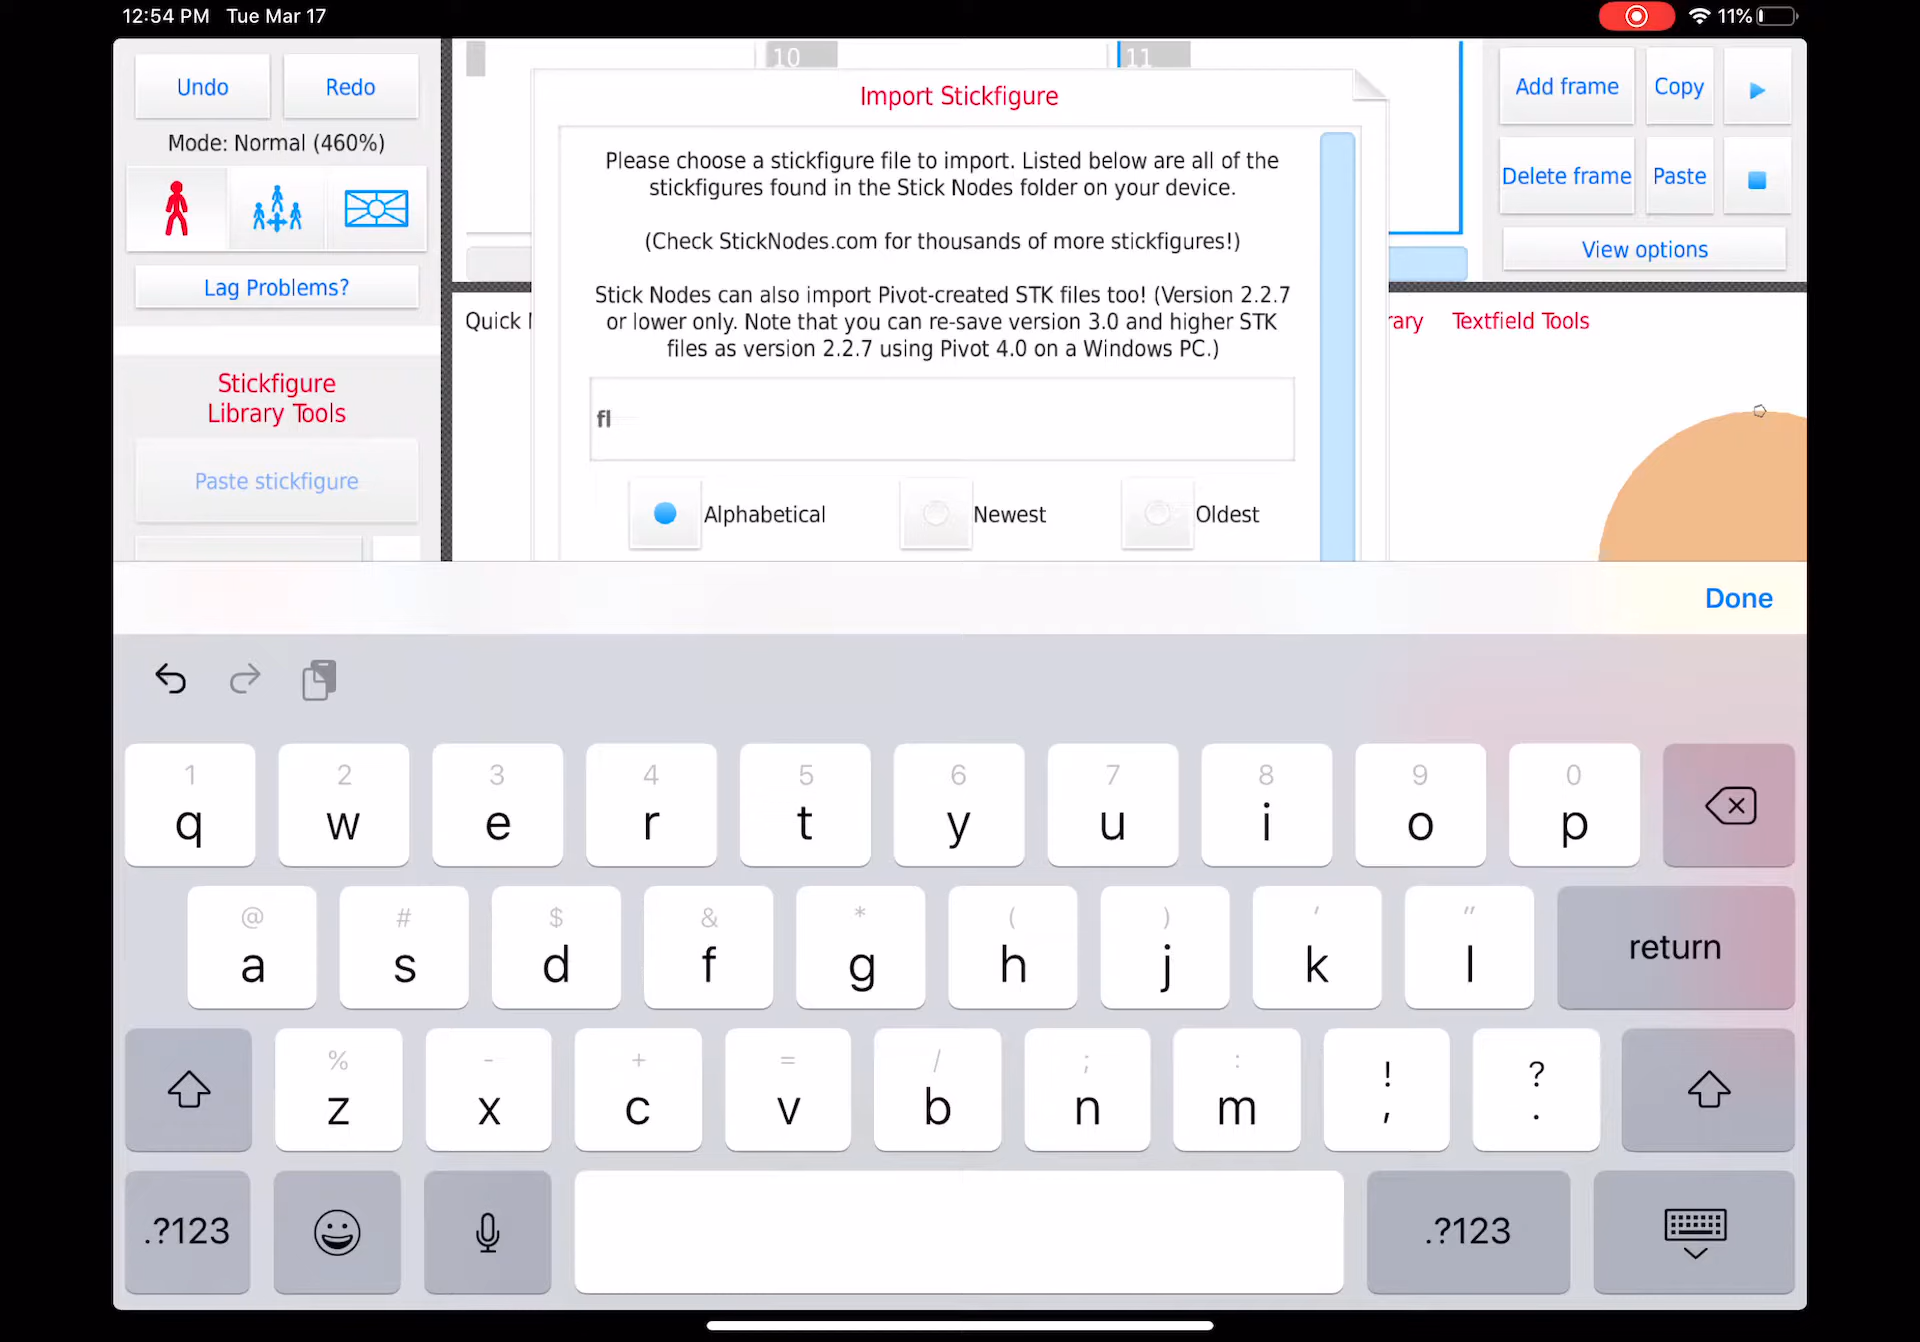 12:54 PM Tue Mar 17
11%
Undo
Redo
Mode: Normal (460%)
Lag Problems?
Stickfigure
Library Tools
Paste stickfigure
10
11
Import Stickfigure
Please choose a stickfigure file to import. Listed below are all of the
stickfigures found in the Stick Nodes folder on your device.
(Check StickNodes.com for thousands of more stickfigures!)
Stick Nodes can also import Pivot-created STK files too! (Version 2.2.7
or lower only. Note that you can re-save version 3.0 and higher STK
files as version 2.2.7 using Pivot 4.0 on a Windows PC.)
fl
Alphabetical
Newest
Oldest
Add frame
Copy
Delete frame
Paste
View options
Quick
rary
Textfield Tools
Done
1 2 3 4 5 6 7 8 9 0
q w e r t y u i o p
@ # $ & * ( ) ' "
a s d f g h j k l return
% - + = / ; : ! ?
z x c v b n m , .
.?123
.?123